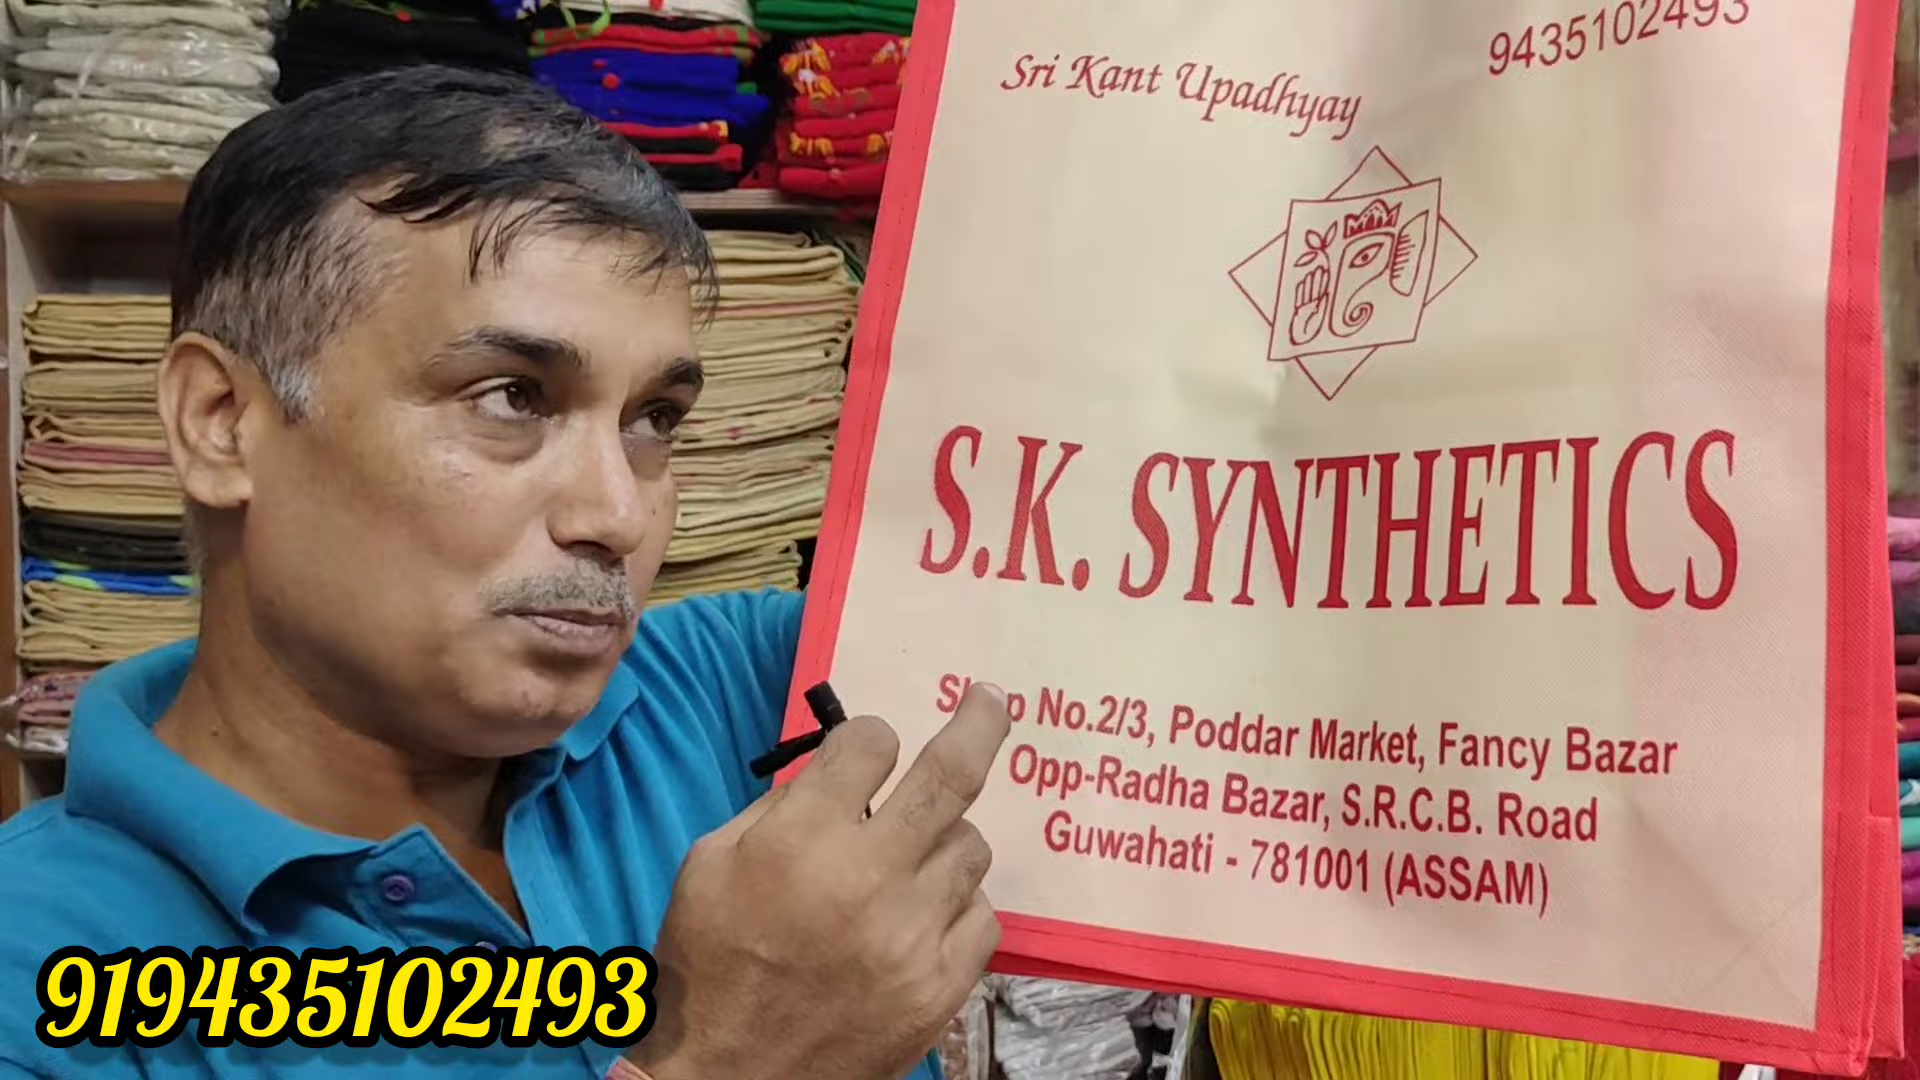 9435102493
Sri Kant Upadhyay
S.K. SYNTHETICS
Shop No.2/3, Poddar Market, Fancy Bazar
Opp-Radha Bazar, S.R.C.B. Road
Guwahati - 781001 (ASSAM)
919435102493